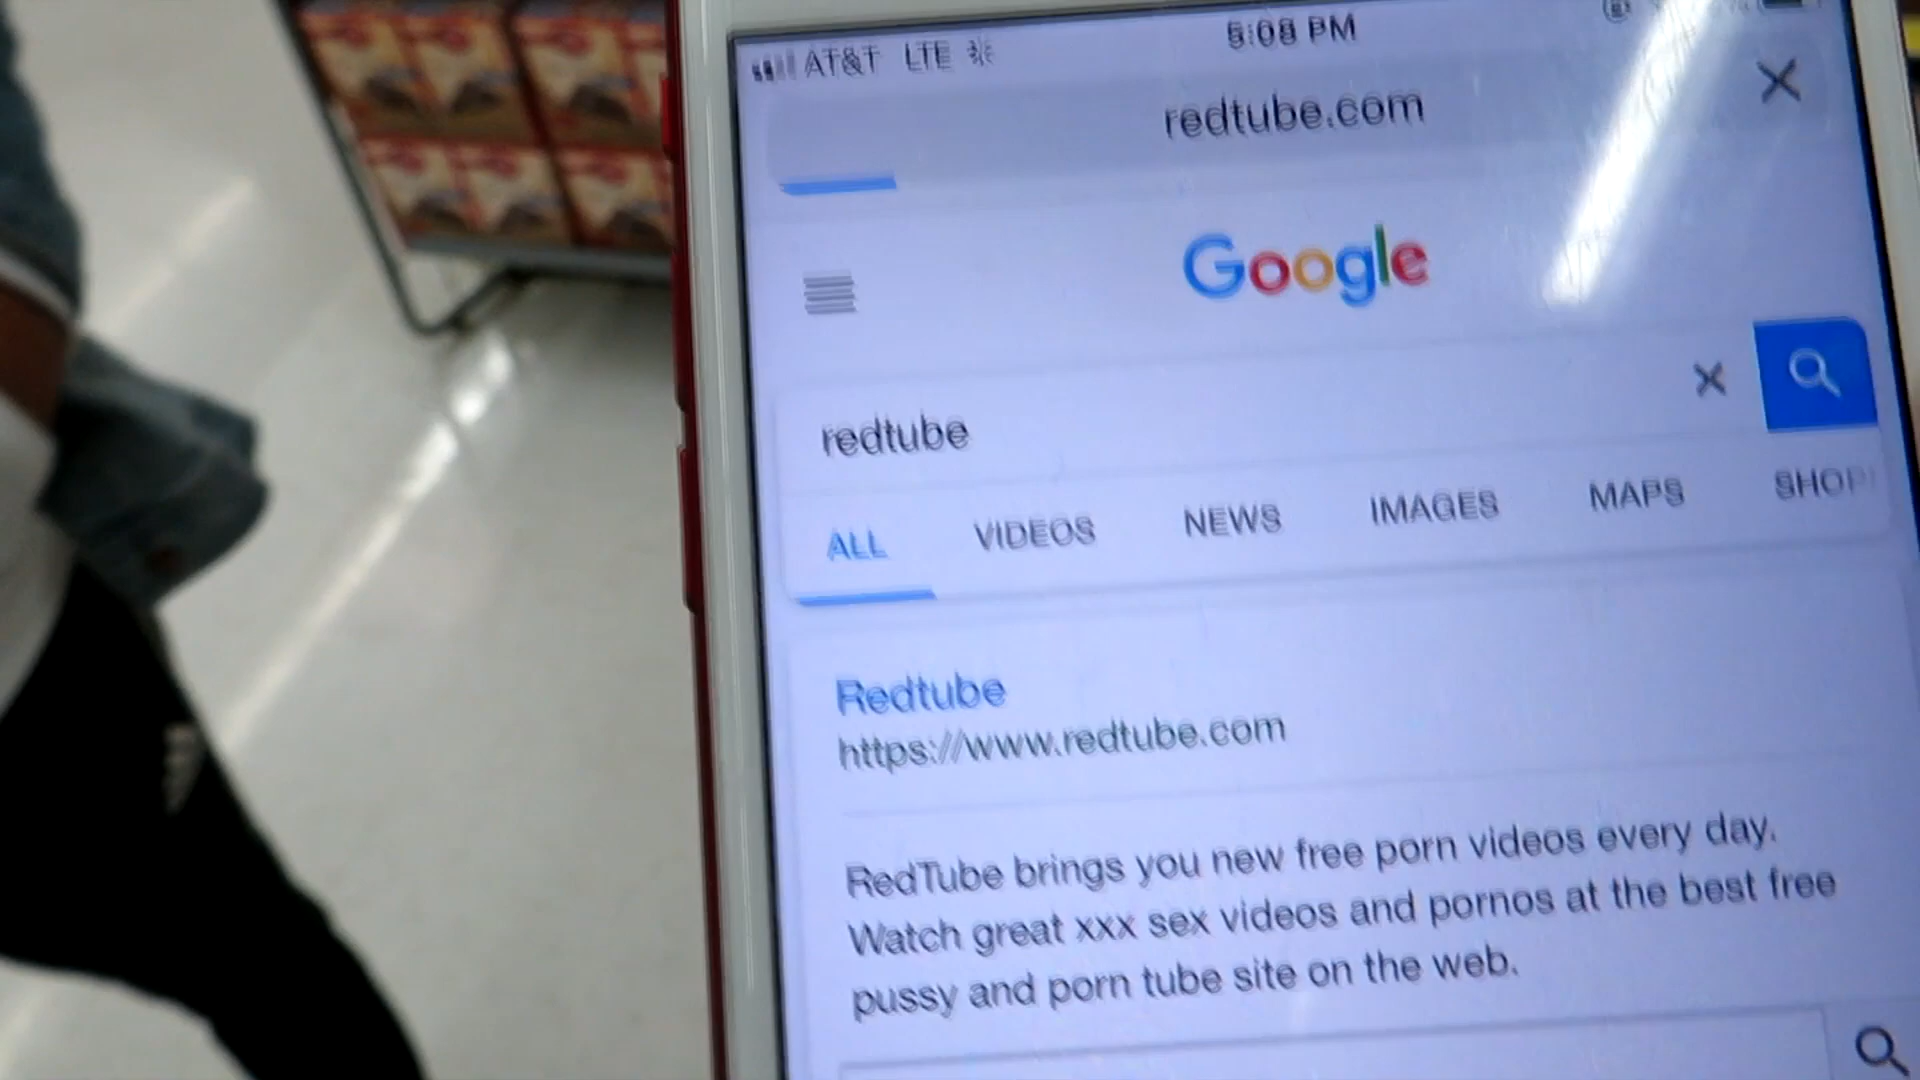 AT&T LTE 5:08 PM
redtube.com
Google
redtube
ALL VIDEOS NEWS IMAGES MAPS
Redtube
https://www.redtube.com
RedTube brings you new free porn videos every day.
Watch great xxx sex videos and pornos at the best free
pussy and porn tube site on the web.